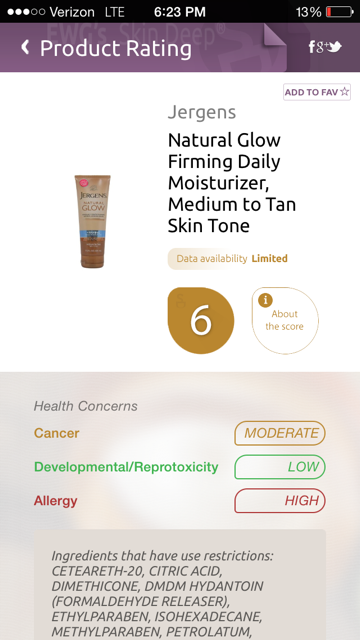 Verizon LTE 6:23 PM 13%
EWG's SkinDeep®
Product Rating
ADD TO FAV
Jergens
Natural Glow
Firming Daily
Moisturizer,
Medium to Tan
Skin Tone
JERGENS
NATURAL
GLOW
Data availability Limited
6
i
About
the score
Health Concerns
Cancer MODERATE
Developmental/Reprotoxicity LOW
Allergy HIGH
Ingredients that have use restrictions:
CETEARETH-20, CITRIC ACID,
DIMETHICONE, DMDM HYDANTOIN
(FORMALDEHYDE RELEASER),
ETHYLPARABEN, ISOHEXADECANE,
METHYLPARABEN, PETROLATUM,